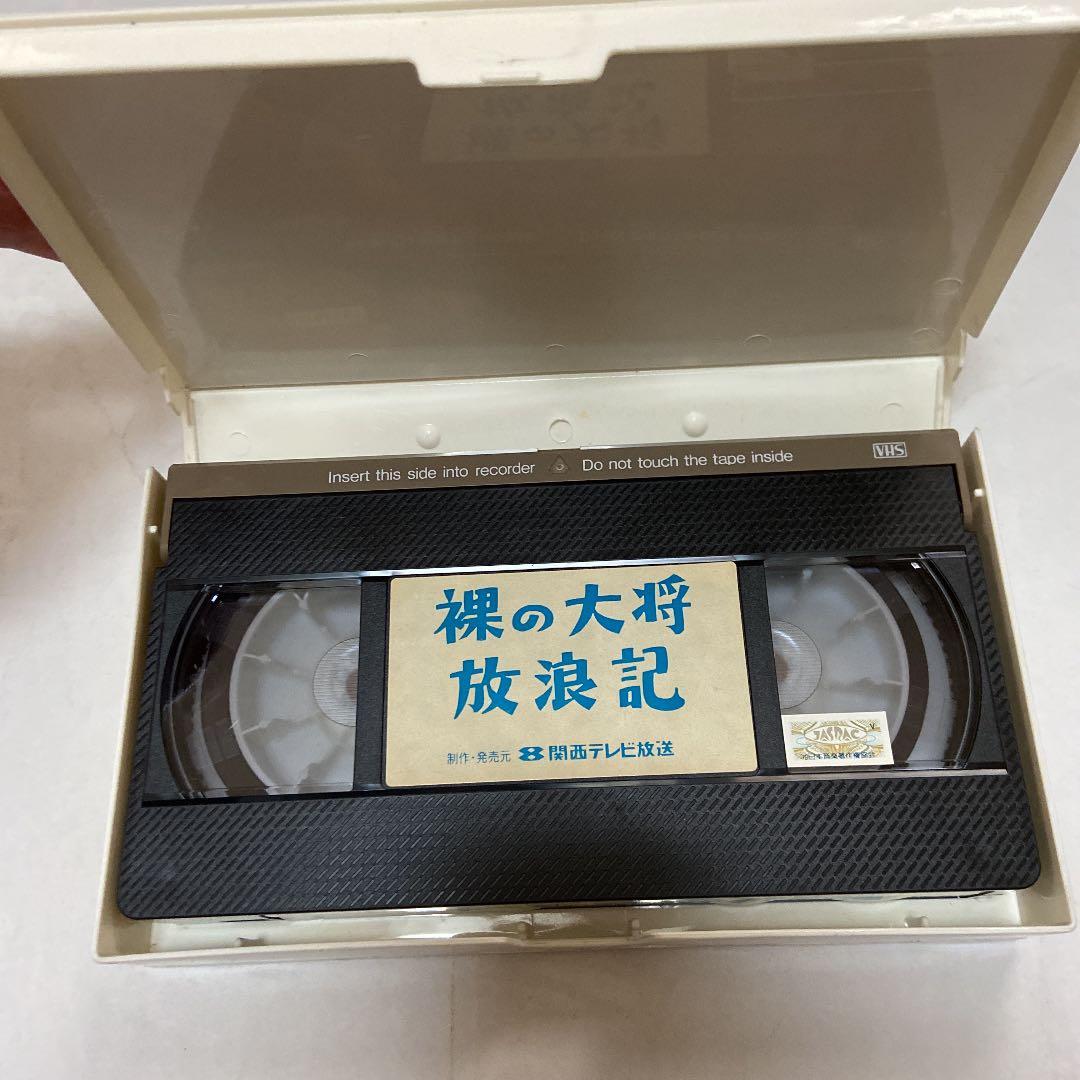 Insert this side into recorder Do not touch the tape inside VHS
裸の大将
放浪記
制作・発売元 8 関西テレビ放送
JASRAC V